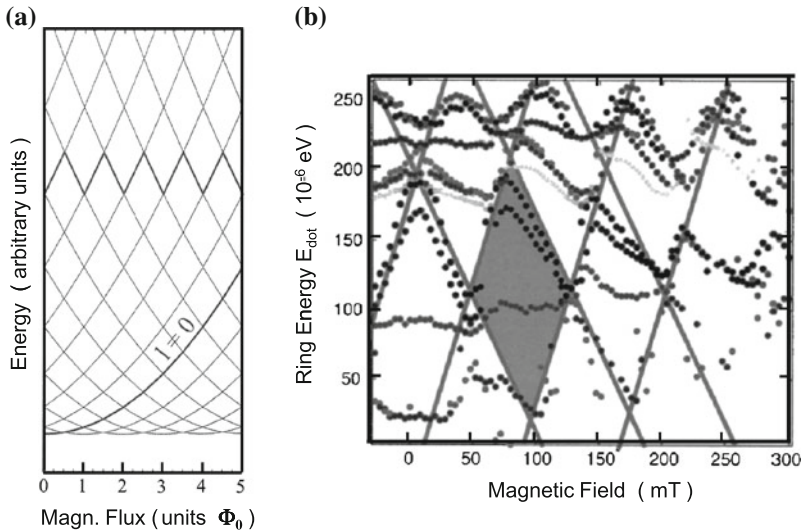 (a)
Energy ( arbitrary units)
1 = 0
0 1 2 3 4 5
Magn. Flux ( units Φ0 )
(b)
Ring Energy Edot ( 10-6 eV )
250
200
150
100
50
0 50 100 150 200 250 300
Magnetic Field ( mT )